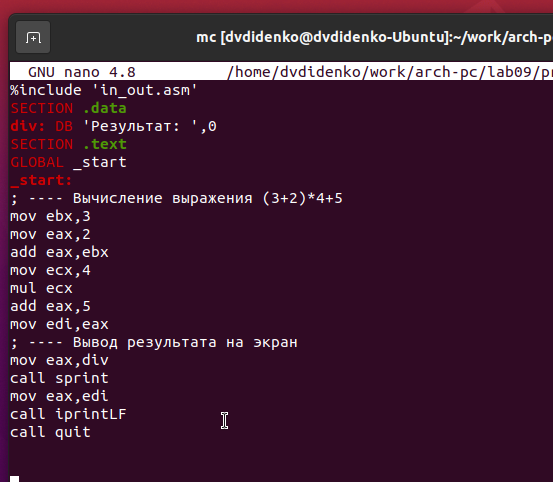 mc [dvdidenko@dvdidenko-Ubuntu]:~/work/arch-p
GNU nano 4.8 /home/dvdidenko/work/arch-pc/lab09/pr
%include 'in_out.asm'
SECTION .data
div: DB 'Результат: ',0
SECTION .text
GLOBAL _start
_start:
; ---- Вычисление выражения (3+2)*4+5
mov ebx,3
mov eax,2
add eax,ebx
mov ecx,4
mul ecx
add eax,5
mov edi,eax
; ---- Вывод результата на экран
mov eax,div
call sprint
mov eax,edi
call iprintLF
call quit